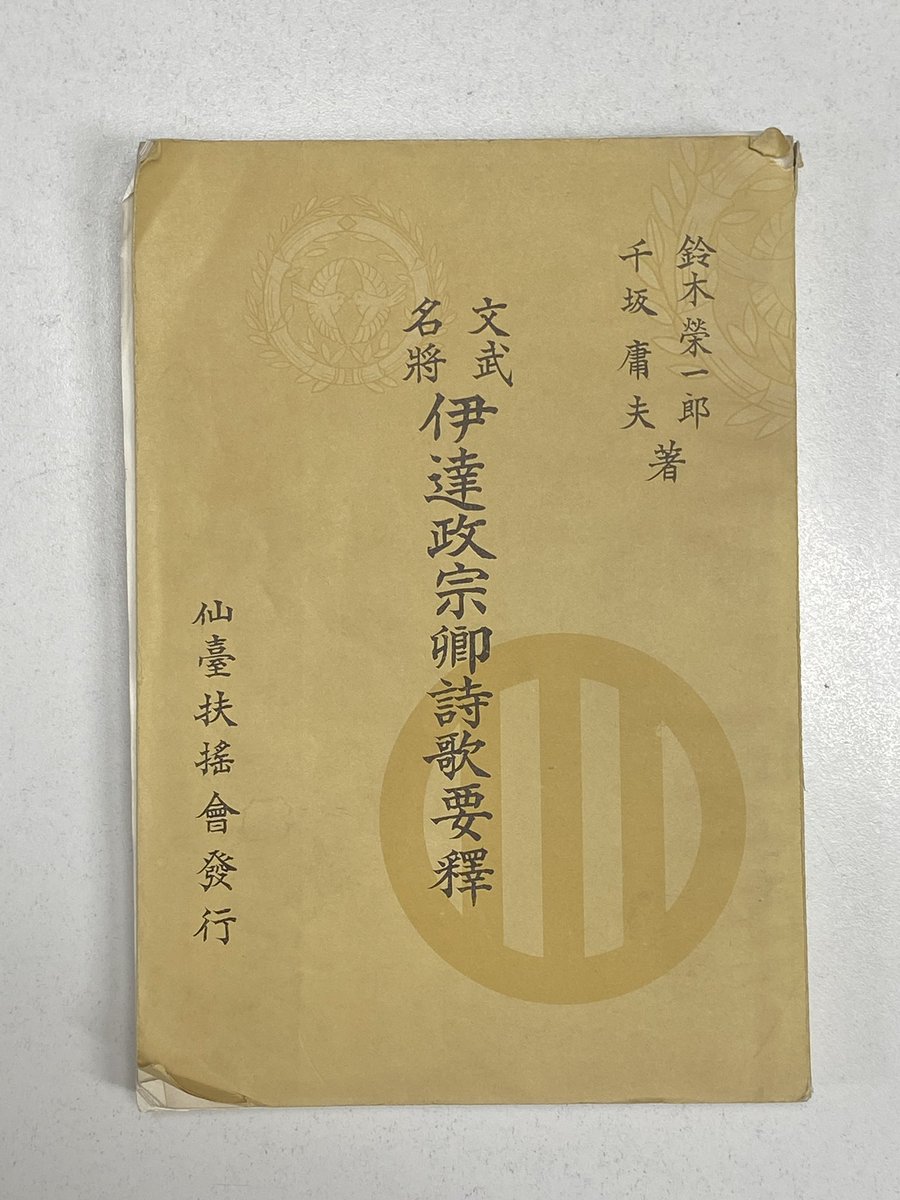 鈴木榮一郎
千坂庸夫
著
文武
名將
伊達政宗卿詩歌要釋
仙臺扶搖會發行